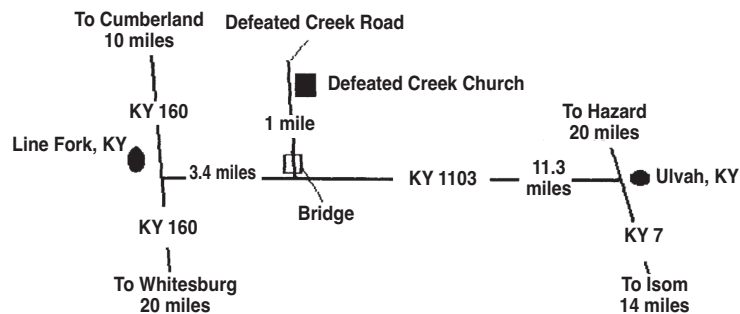 To Cumberland
10 miles
Defeated Creek Road
Defeated Creek Church
KY 160
1 mile
To Hazard
20 miles
Line Fork, KY
3.4 miles
KY 1103
11.3
miles
Ulvah, KY
Bridge
KY 160
KY 7
To Whitesburg
20 miles
To Isom
14 miles